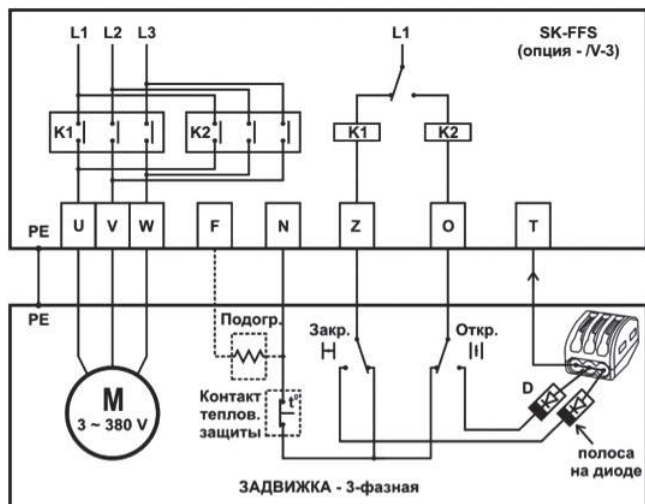 L1 L2 L3 L1 SK-FFS
(опция - /V-3)
K1 K2 K1 K2
PE U V W F N Z O T
PE
Подогр. Закр. Откр.
Контакт
теплов.
защиты
t°
M
3 ~ 380 V
D
полоса
на диоде
ЗАДВИЖКА - 3-фазная